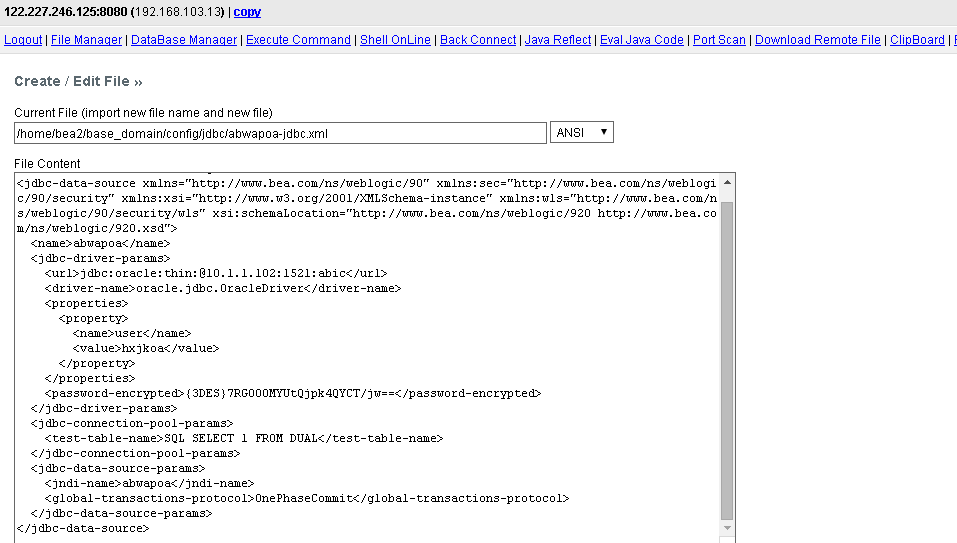 122.227.246.125:8080 (192.168.103.13) | copy
Logout | File Manager | DataBase Manager | Execute Command | Shell OnLine | Back Connect | Java Reflect | Eval Java Code | Port Scan | Download Remote File | ClipBoard |
Create / Edit File »
Current File (import new file name and new file)
/home/bea2/base_domain/config/jdbc/abwapoa-jdbc.xml
ANSI
File Content
<jdbc-data-source xmlns="http://www.bea.com/ns/weblogic/90" xmlns:sec="http://www.bea.com/ns/weblogi
c/90/security" xmlns:xsi="http://www.w3.org/2001/XMLSchema-instance" xmlns:wls="http://www.bea.com/n
s/weblogic/90/security/wls" xsi:schemaLocation="http://www.bea.com/ns/weblogic/920 http://www.bea.co
m/ns/weblogic/920.xsd">
  <name>abwapoa</name>
  <jdbc-driver-params>
    <url>jdbc:oracle:thin:@10.1.1.102:1521:abic</url>
    <driver-name>oracle.jdbc.OracleDriver</driver-name>
    <properties>
      <property>
        <name>user</name>
        <value>hxjkoa</value>
      </property>
    </properties>
    <password-encrypted>{3DES}7RGOOOMYUtQjpk4QYCT/jw==</password-encrypted>
  </jdbc-driver-params>
  <jdbc-connection-pool-params>
    <test-table-name>SQL SELECT 1 FROM DUAL</test-table-name>
  </jdbc-connection-pool-params>
  <jdbc-data-source-params>
    <jndi-name>abwapoa</jndi-name>
    <global-transactions-protocol>OnePhaseCommit</global-transactions-protocol>
  </jdbc-data-source-params>
</jdbc-data-source>